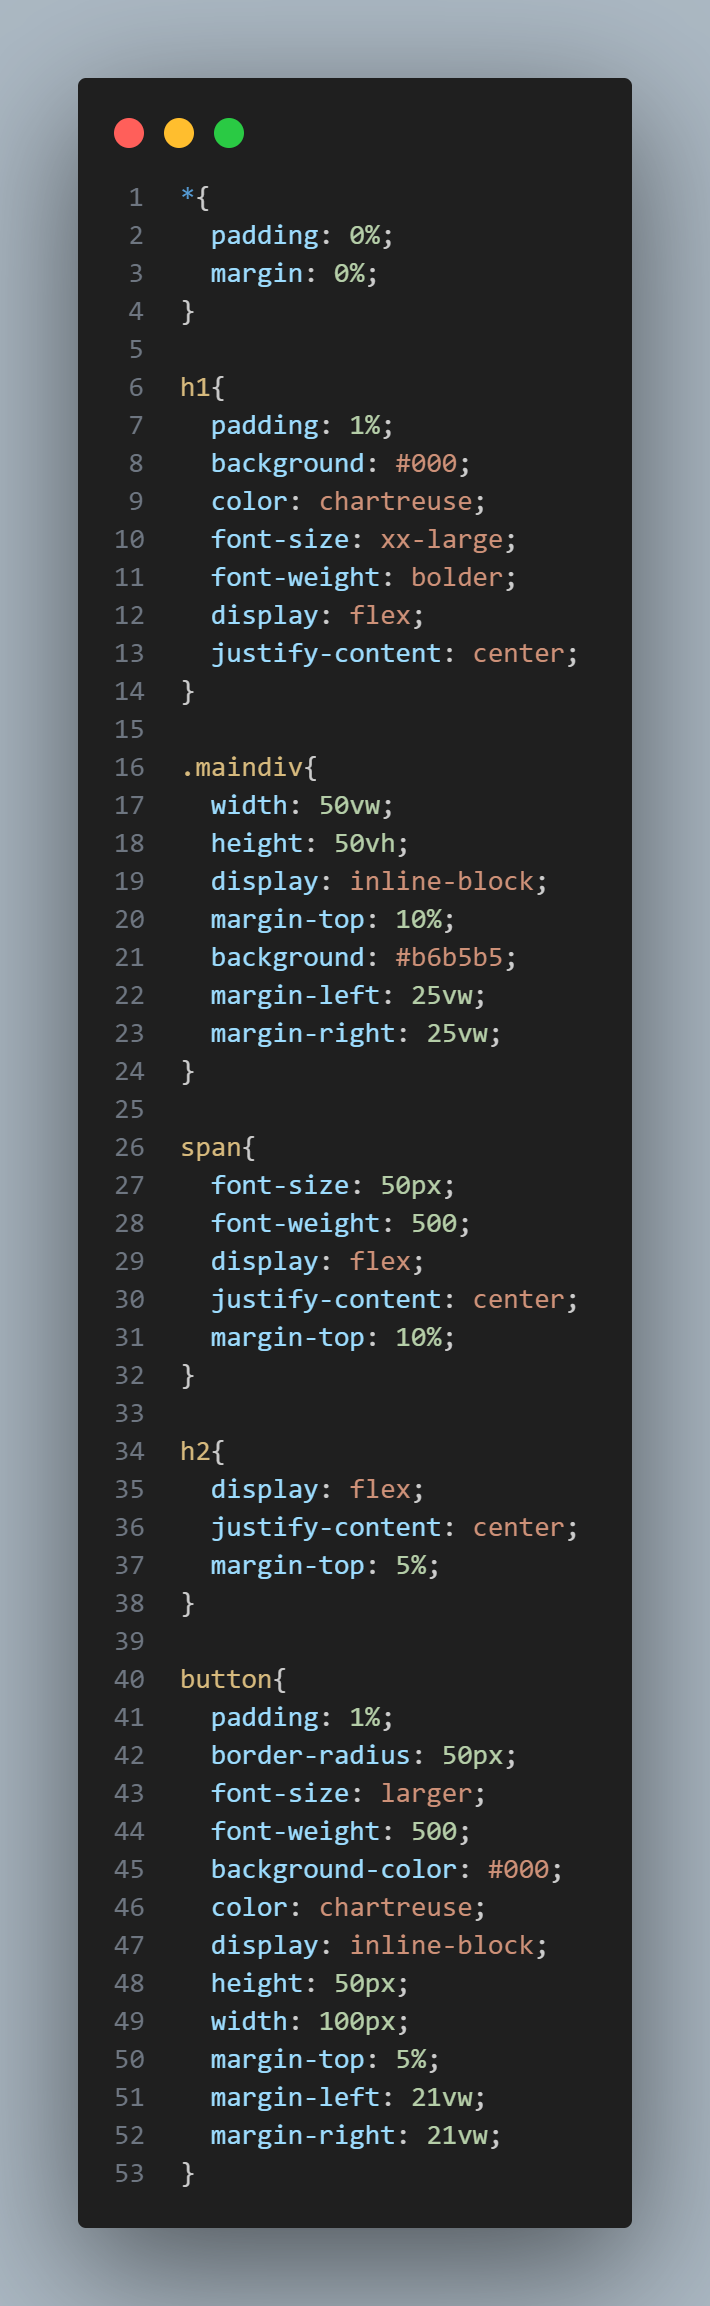 1 *{
2   padding: 0%;
3   margin: 0%;
4 }
5
6 h1{
7   padding: 1%;
8   background: #000;
9   color: chartreuse;
10   font-size: xx-large;
11   font-weight: bolder;
12   display: flex;
13   justify-content: center;
14 }
15
16 .maindiv{
17   width: 50vw;
18   height: 50vh;
19   display: inline-block;
20   margin-top: 10%;
21   background: #b6b5b5;
22   margin-left: 25vw;
23   margin-right: 25vw;
24 }
25
26 span{
27   font-size: 50px;
28   font-weight: 500;
29   display: flex;
30   justify-content: center;
31   margin-top: 10%;
32 }
33
34 h2{
35   display: flex;
36   justify-content: center;
37   margin-top: 5%;
38 }
39
40 button{
41   padding: 1%;
42   border-radius: 50px;
43   font-size: larger;
44   font-weight: 500;
45   background-color: #000;
46   color: chartreuse;
47   display: inline-block;
48   height: 50px;
49   width: 100px;
50   margin-top: 5%;
51   margin-left: 21vw;
52   margin-right: 21vw;
53 }